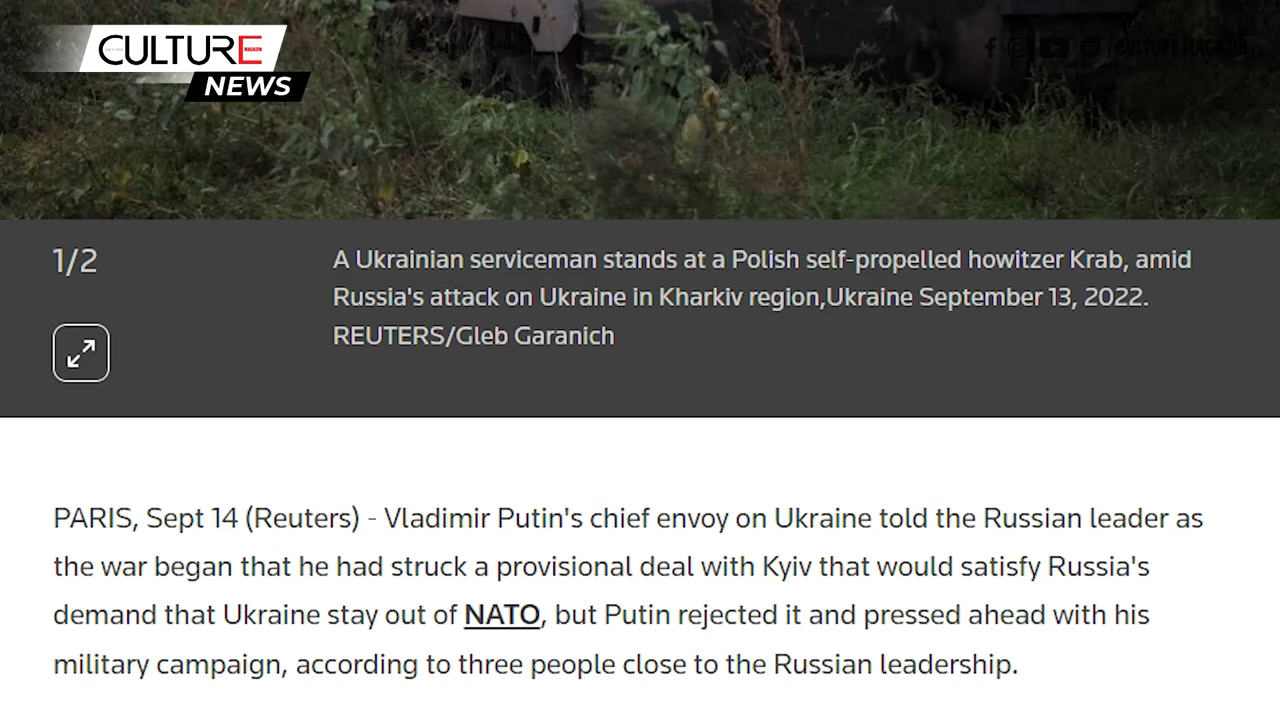 CULTURE
NEWS
1/2
A Ukrainian serviceman stands at a Polish self-propelled howitzer Krab, amid
Russia's attack on Ukraine in Kharkiv region,Ukraine September 13, 2022.
REUTERS/Gleb Garanich
PARIS, Sept 14 (Reuters) - Vladimir Putin's chief envoy on Ukraine told the Russian leader as
the war began that he had struck a provisional deal with Kyiv that would satisfy Russia's
demand that Ukraine stay out of NATO, but Putin rejected it and pressed ahead with his
military campaign, according to three people close to the Russian leadership.